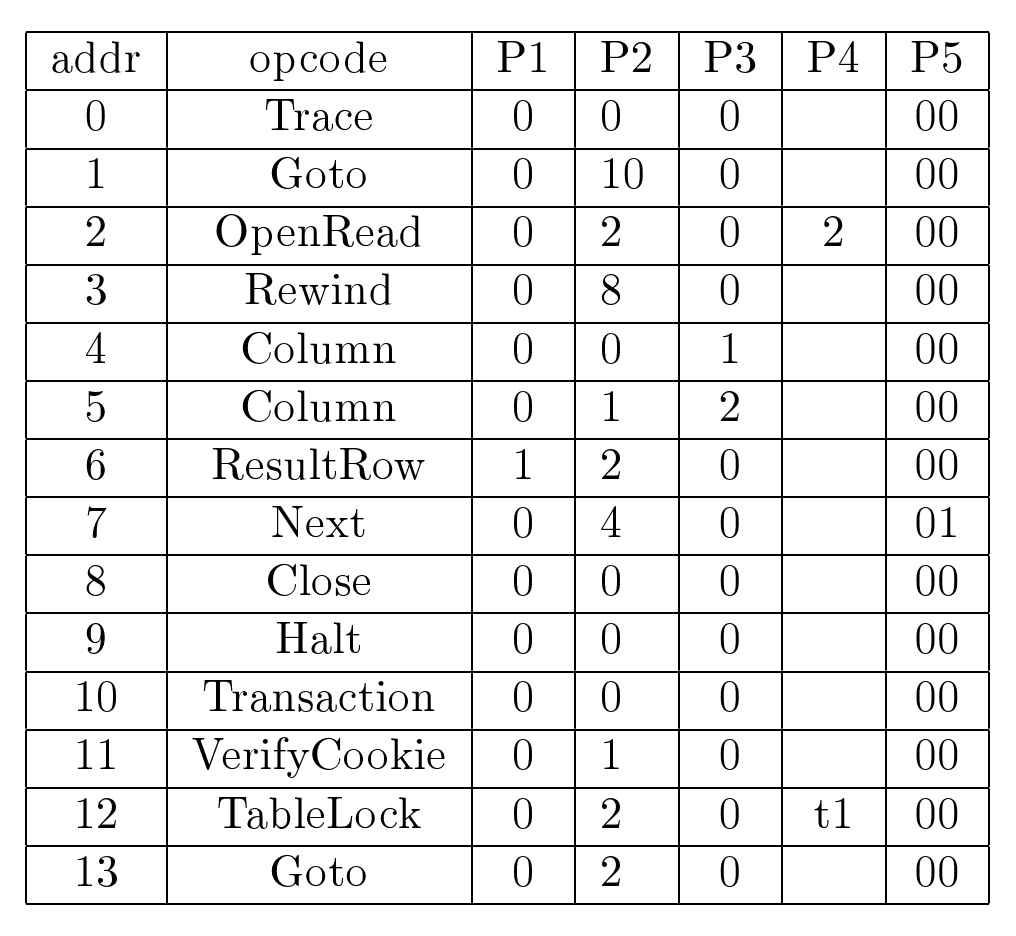 addr opcode P1 P2 P3 P4 P5
0 Trace 0 0 0 00
1 Goto 0 10 0 00
2 OpenRead 0 2 0 2 00
3 Rewind 0 8 0 00
4 Column 0 0 1 00
5 Column 0 1 2 00
6 ResultRow 1 2 0 00
7 Next 0 4 0 01
8 Close 0 0 0 00
9 Halt 0 0 0 00
10 Transaction 0 0 0 00
11 VerifyCookie 0 1 0 00
12 TableLock 0 2 0 t1 00
13 Goto 0 2 0 00